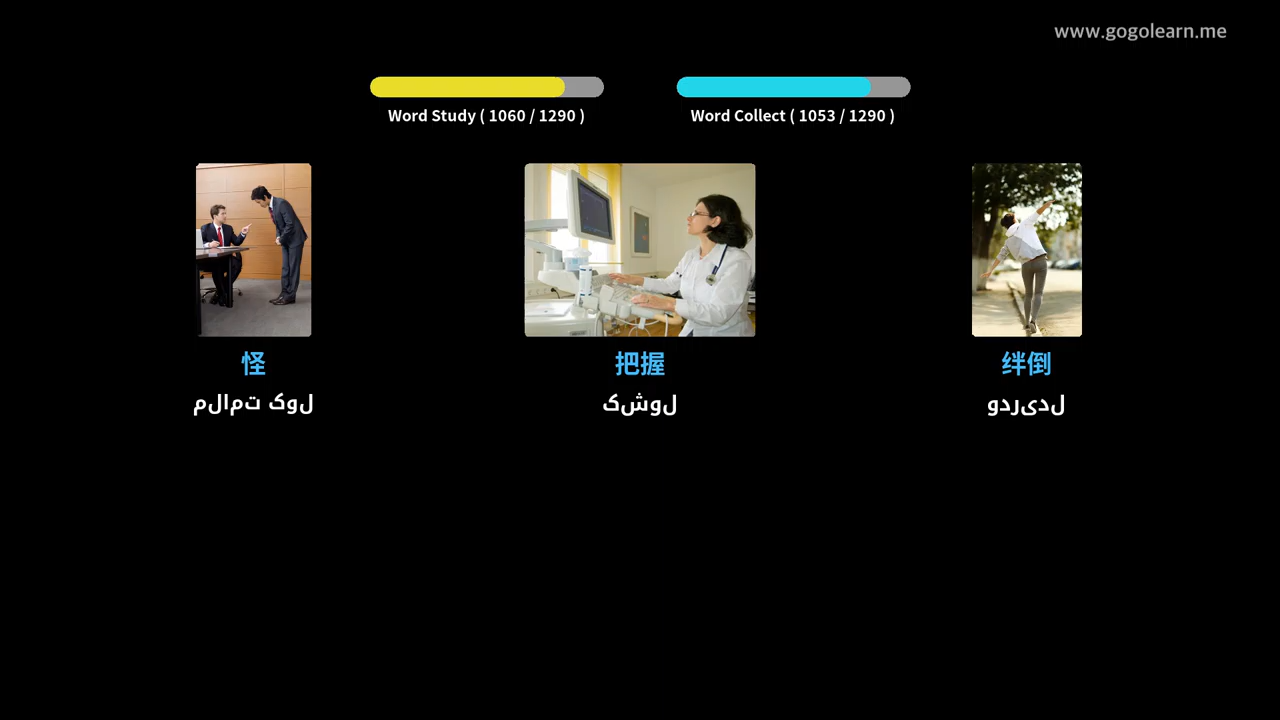 www.gogolearn.me
Word Study ( 1060 / 1290 )
Word Collect ( 1053 / 1290 )
怪
لوک تمالم
把握
لوشک
绊倒
لدیردو